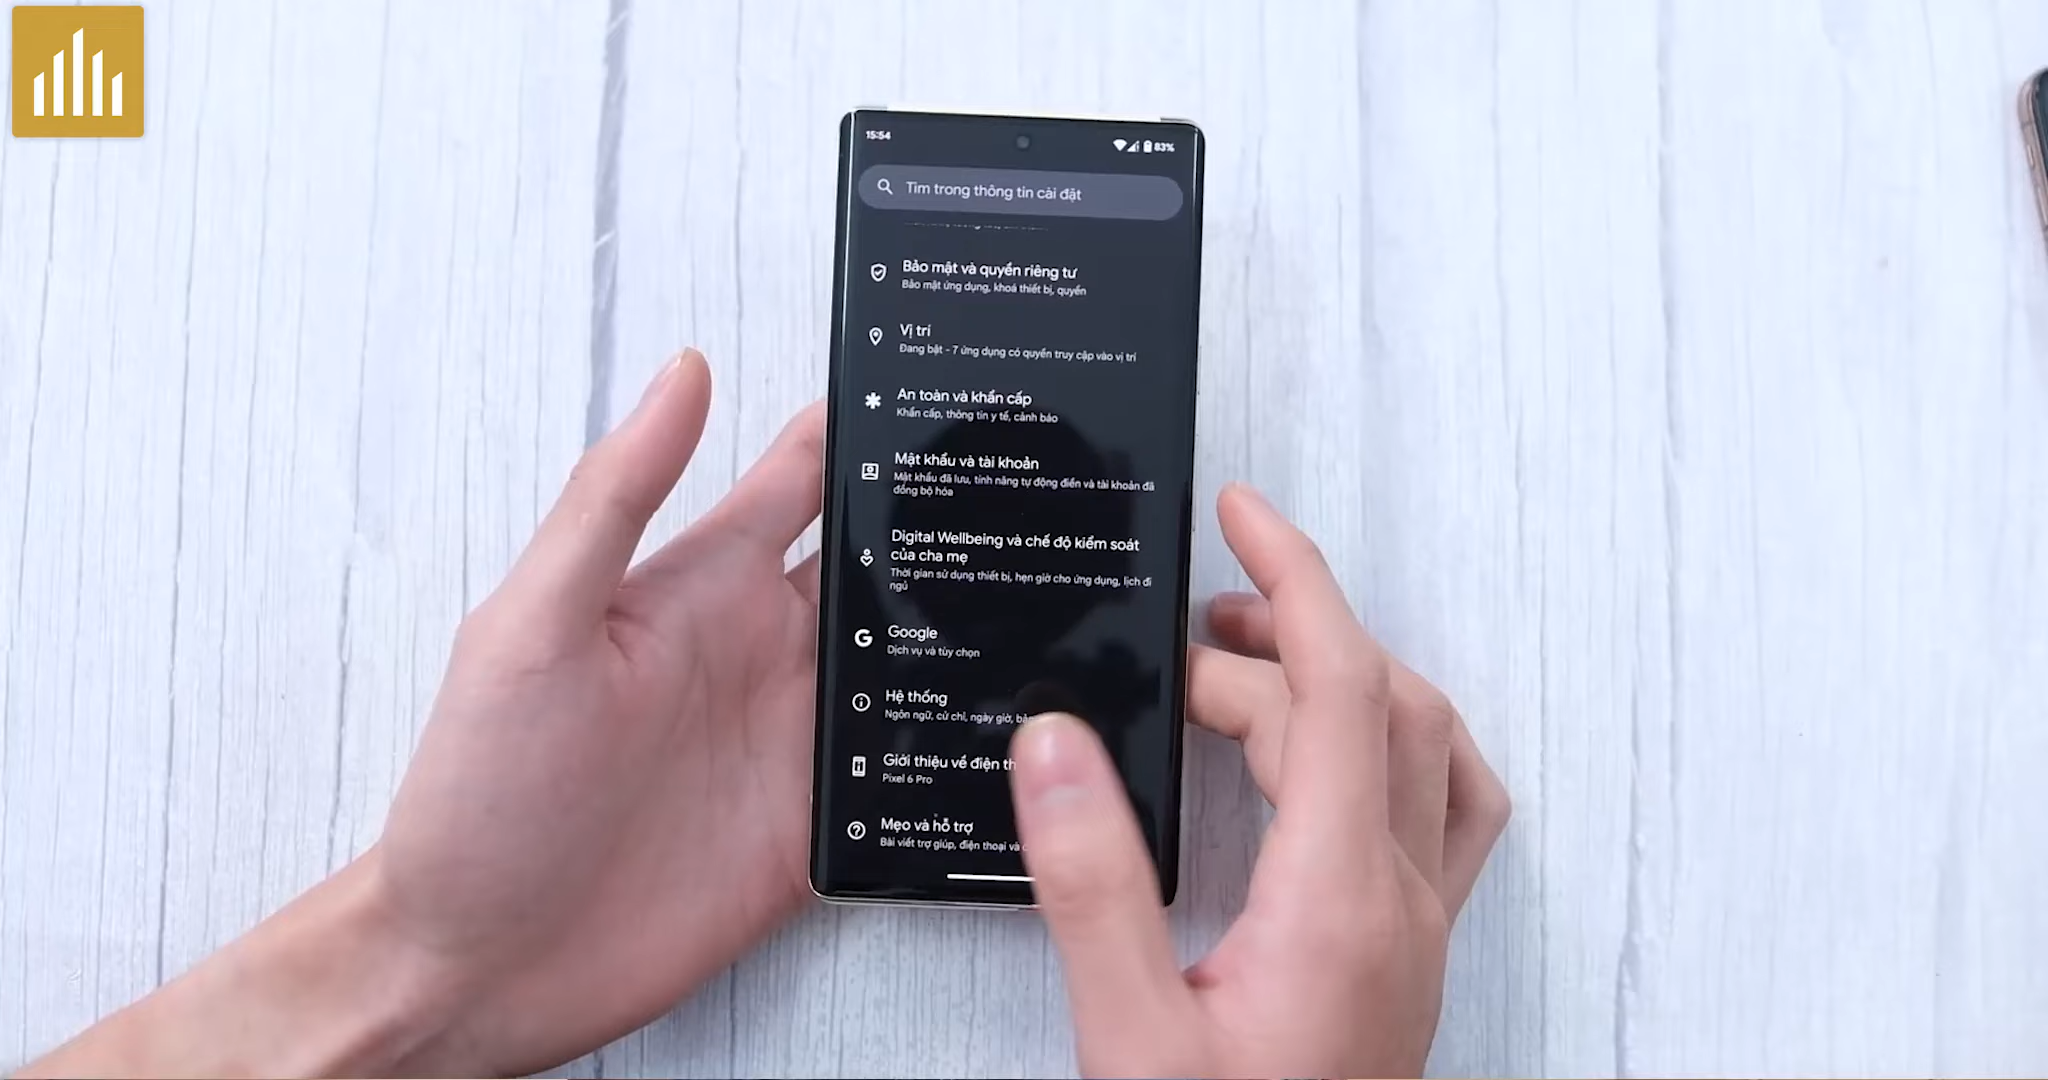 15:54
83%
Tìm trong thông tin cài đặt
Bảo mật và quyền riêng tư
Bảo mật ứng dụng, khoá thiết bị, quyền
Vị trí
Đang bật - 7 ứng dụng có quyền truy cập vào vị trí
An toàn và khẩn cấp
Khẩn cấp, thông tin y tế, cảnh báo
Mật khẩu và tài khoản
Mật khẩu đã lưu, tính năng tự động điền và tài khoản đã
đồng bộ hóa
Digital Wellbeing và chế độ kiểm soát
của cha mẹ
Thời gian sử dụng thiết bị, hẹn giờ cho ứng dụng, lịch đi
ngủ
Google
Dịch vụ và tùy chọn
Hệ thống
Ngôn ngữ, cử chỉ, ngày giờ,
Giới thiệu về điện
Pixel 6 Pro
Mẹo và hỗ trợ
Bài viết trợ giúp, điện thoại và